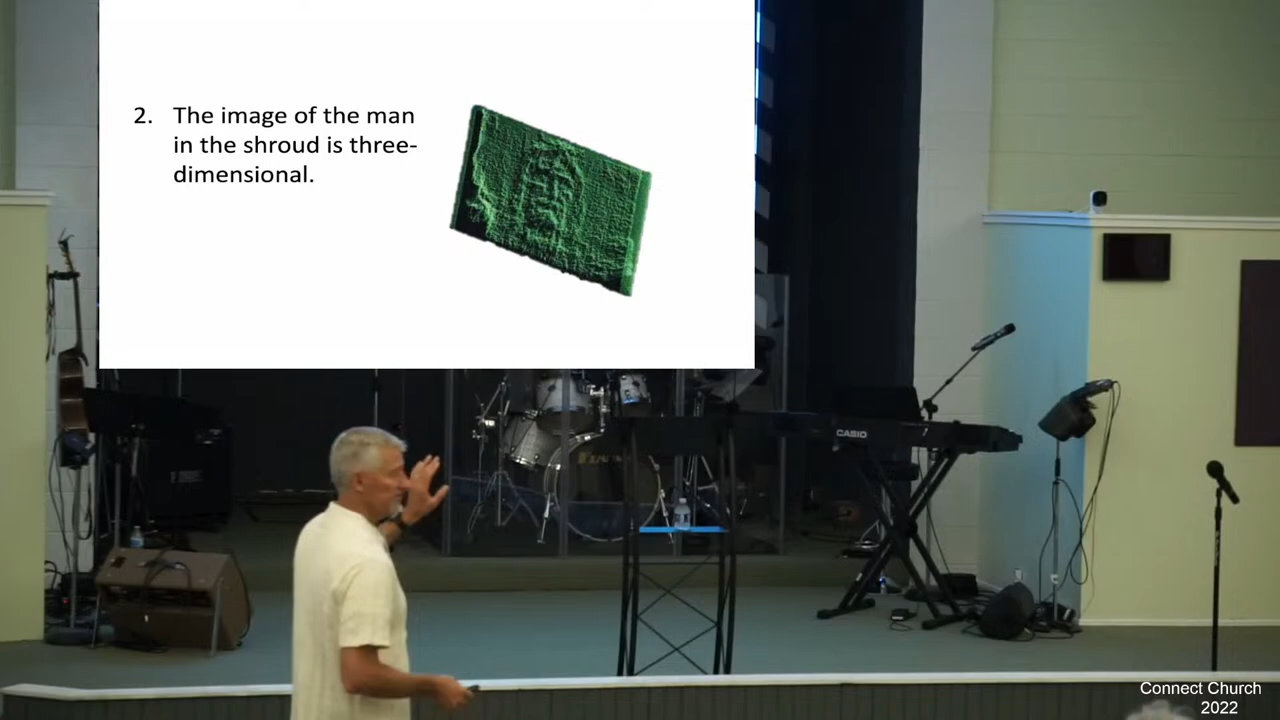 2. The image of the man
in the shroud is three-
dimensional.
CASIO
Connect Church
2022